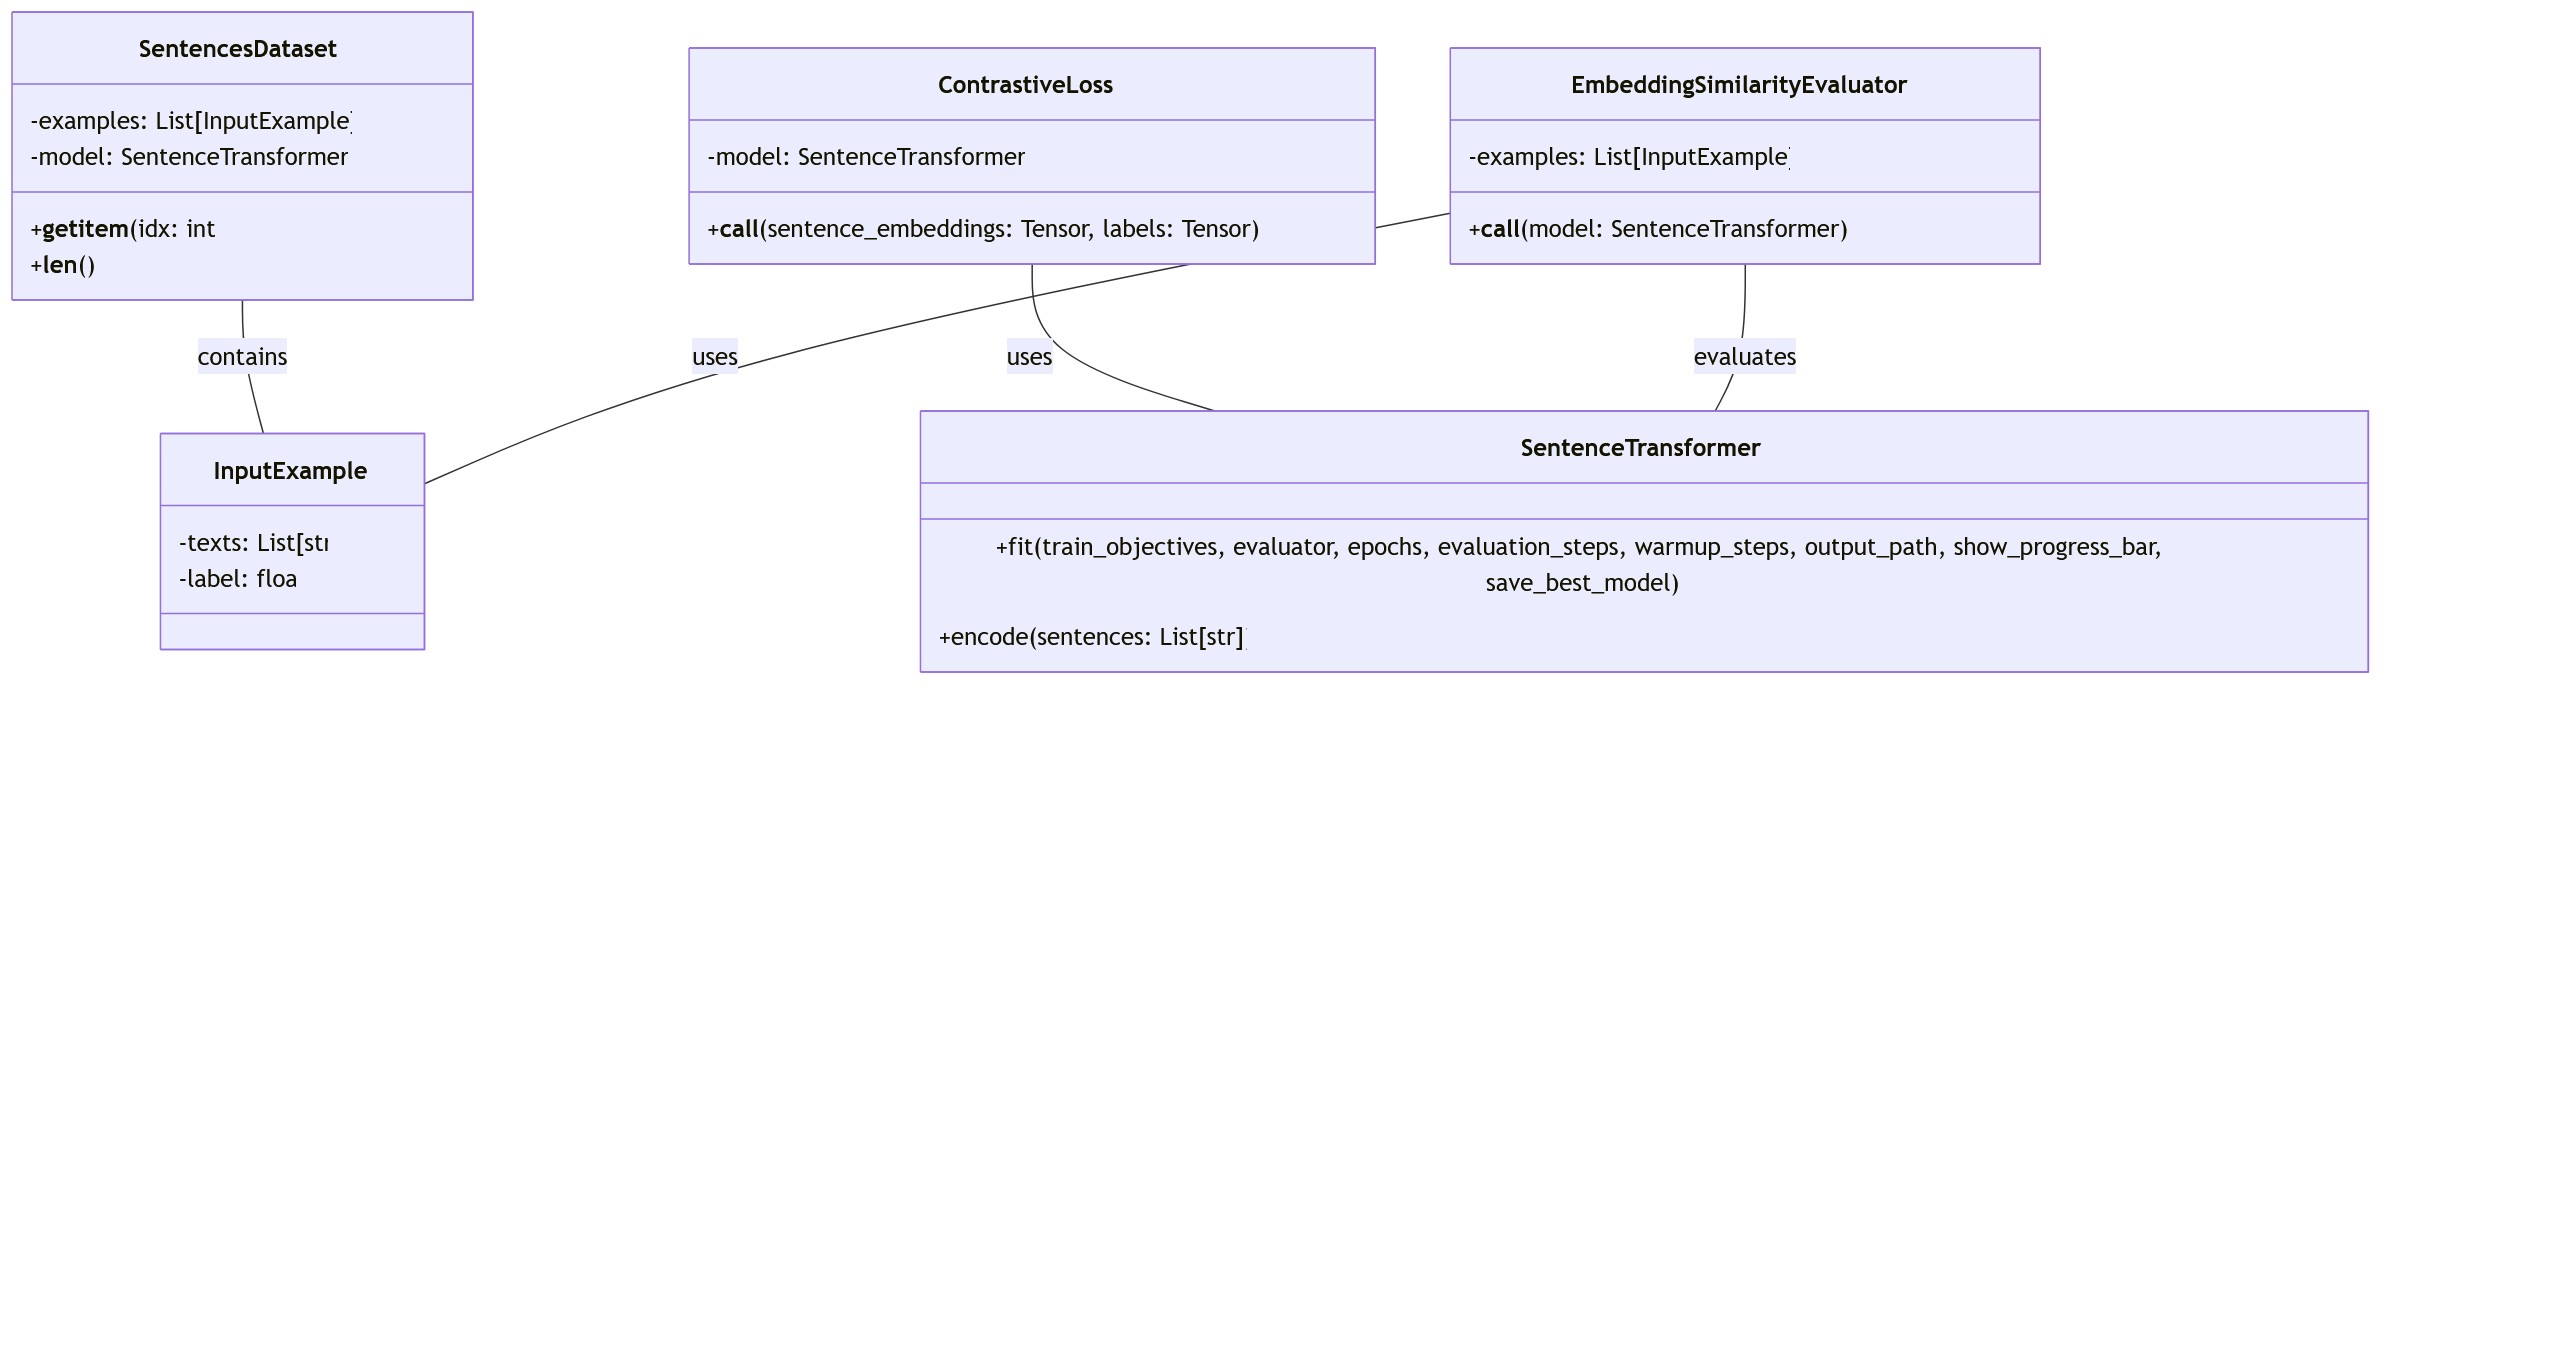 SentencesDataset
-examples: List[InputExample]
-model: SentenceTransformer
+getitem(idx: int
+len()
ContrastiveLoss
-model: SentenceTransformer
+call(sentence_embeddings: Tensor, labels: Tensor)
EmbeddingSimilarityEvaluator
-examples: List[InputExample]
+call(model: SentenceTransformer)
contains
uses
uses
evaluates
InputExample
-texts: List[str
-label: floa
SentenceTransformer
+fit(train_objectives, evaluator, epochs, evaluation_steps, warmup_steps, output_path, show_progress_bar,
save_best_model)
+encode(sentences: List[str]